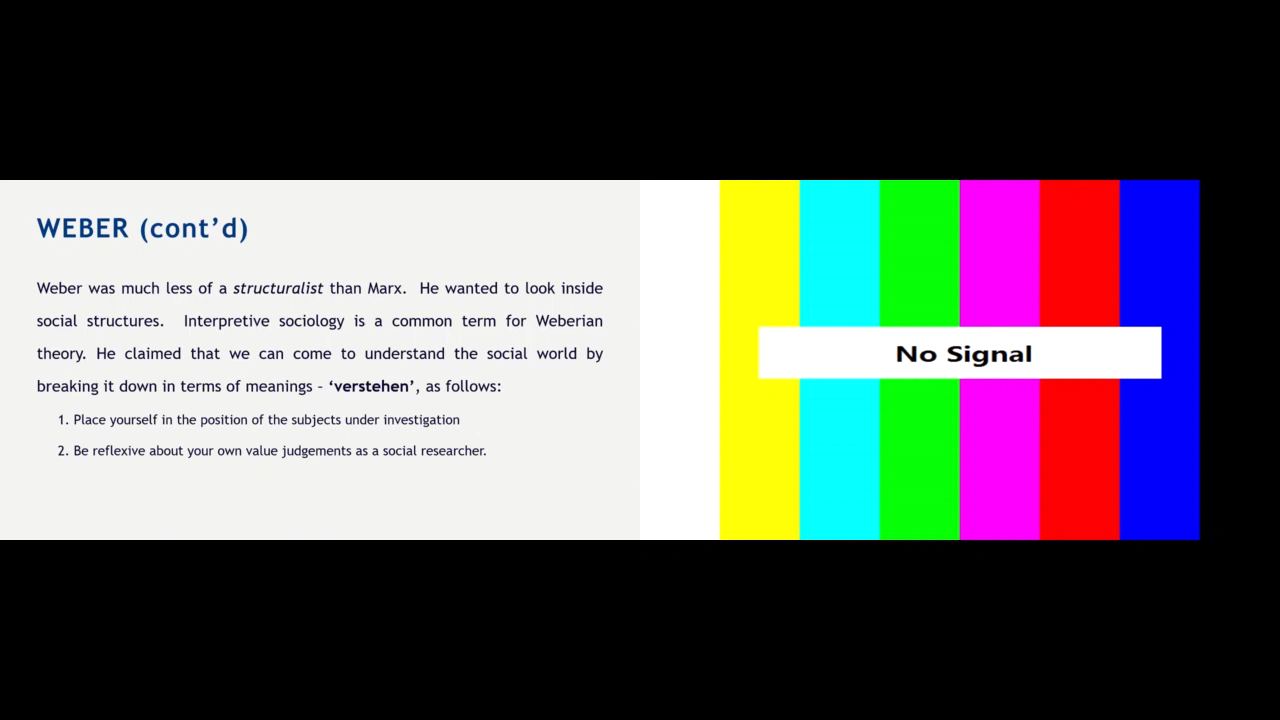 WEBER (cont’d)
Weber was much less of a structuralist than Marx. He wanted to look inside
social structures. Interpretive sociology is a common term for Weberian
theory. He claimed that we can come to understand the social world by
breaking it down in terms of meanings – ‘verstehen’, as follows:
1. Place yourself in the position of the subjects under investigation
2. Be reflexive about your own value judgements as a social researcher.
No Signal